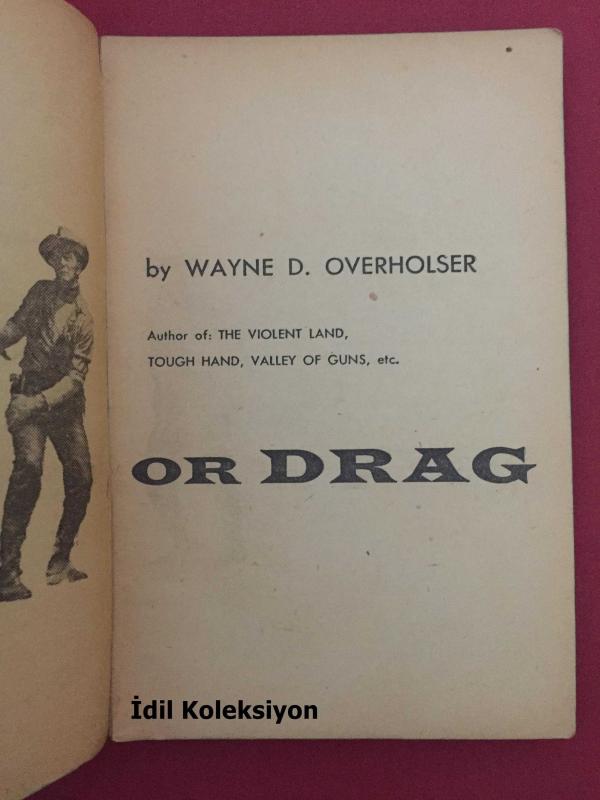 by WAYNE D. OVERHOLSER
Author of: THE VIOLENT LAND,
TOUGH HAND, VALLEY OF GUNS, etc.
OR DRAG
İdil Koleksiyon